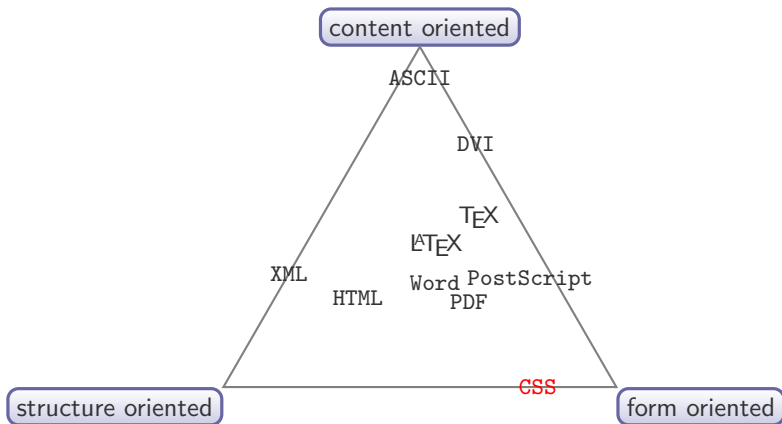 content oriented
ASCII
DVI
TEX
LATEX
XML
Word PostScript
HTML
PDF
CSS
structure oriented
form oriented